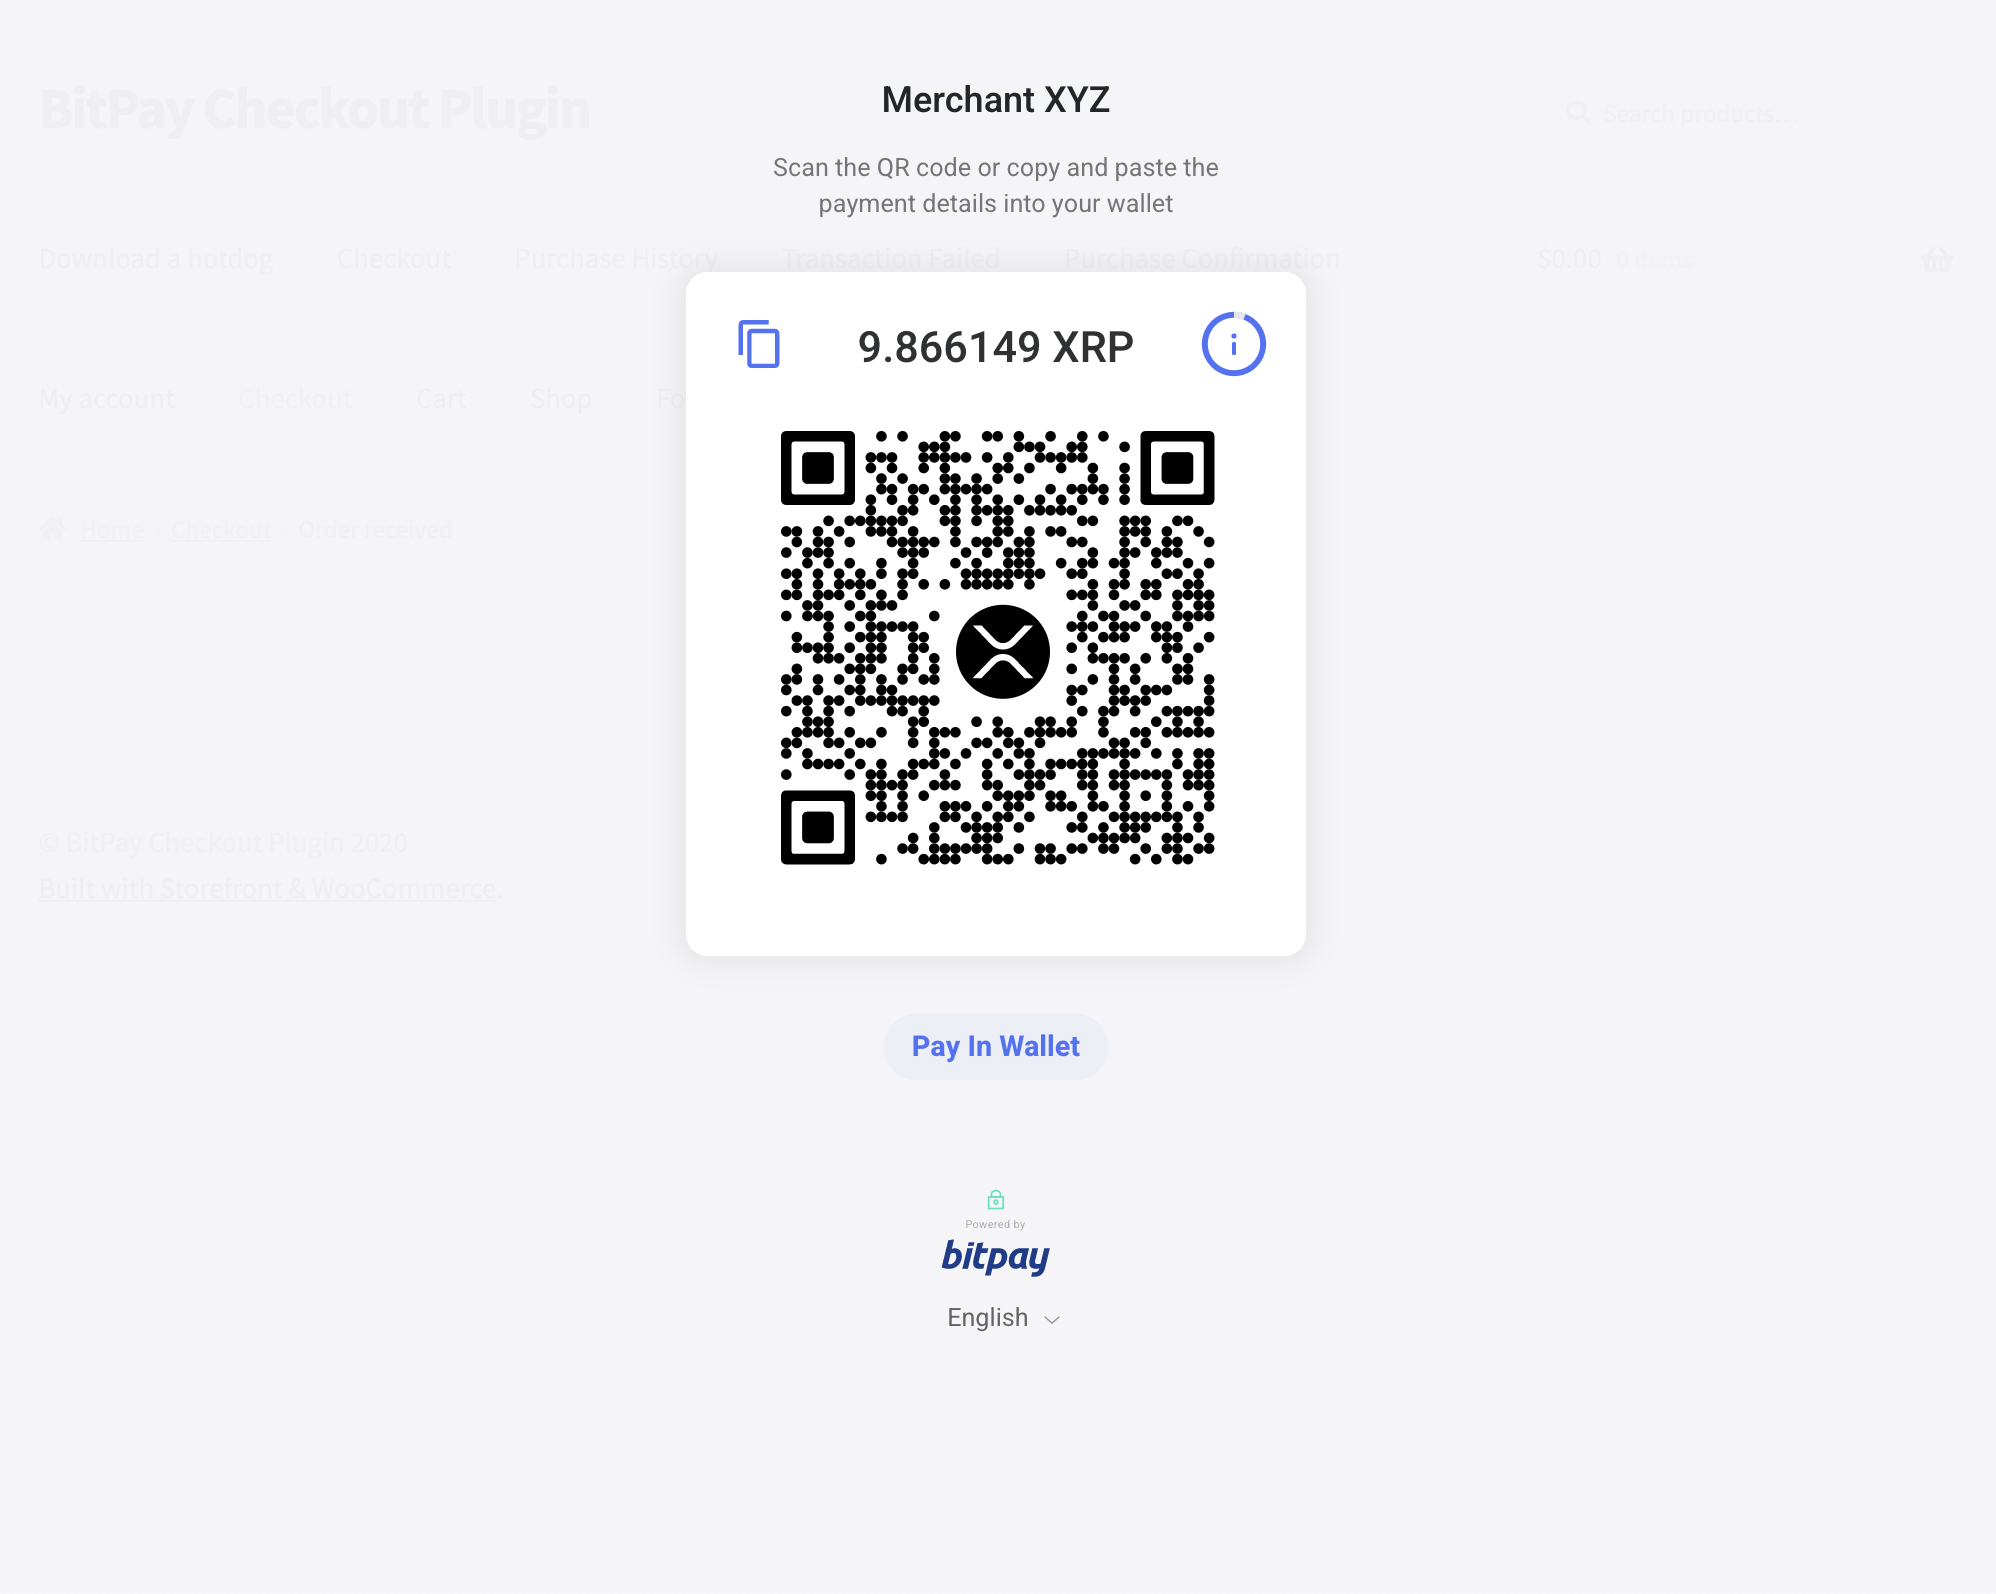 BitPay Checkout Plugin
Merchant XYZ
Search products…
Scan the QR code or copy and paste the
payment details into your wallet
Download a hotdog Checkout Purchase History Transaction Failed Purchase Confirmation $0.00 0 items
9.866149 XRP
My account Checkout Cart Shop Fo
Home Checkout Order received
© BitPay Checkout Plugin 2020
Built with Storefront & WooCommerce.
Pay In Wallet
Powered by
bitpay
English